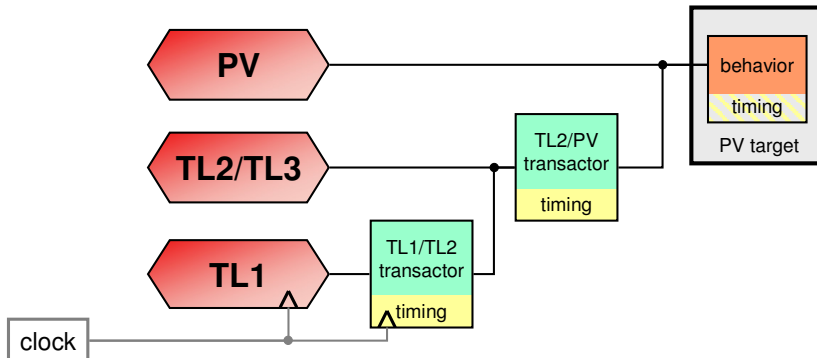 PV
behavior
timing
PV target
TL2/TL3
TL2/PV
transactor
timing
TL1
TL1/TL2
transactor
timing
clock